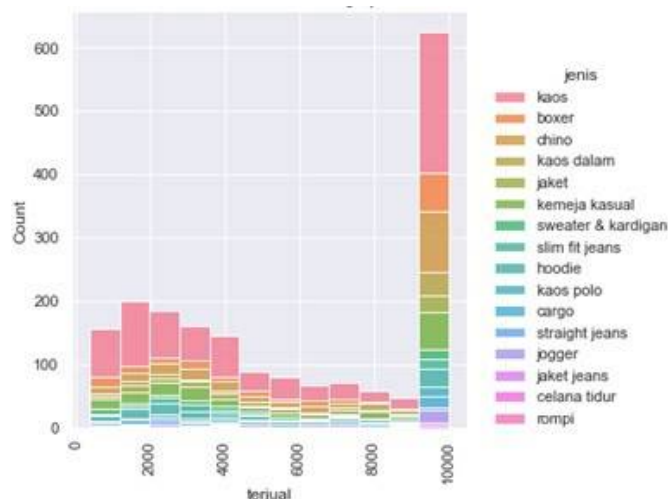 600
500
400
300
200
100
0
Count
0
2000
4000
6000
8000
10000
terjual
jenis
kaos
boxer
chino
kaos dalam
jaket
kemeja kasual
sweater & kardigan
slim fit jeans
hoodie
kaos polo
cargo
straight jeans
jogger
jaket jeans
celana tidur
rompi